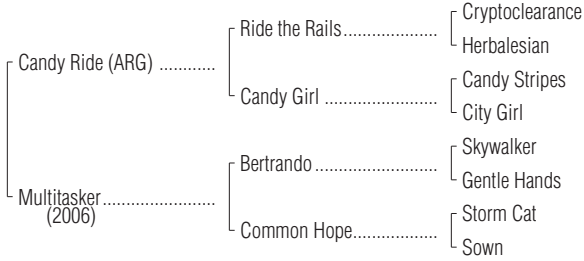 Cryptoclearance
Ride the Rails
Herbalesian
Candy Ride (ARG)
Candy Stripes
Candy Girl
City Girl
Skywalker
Bertrando
Gentle Hands
Multitasker
(2006)
Storm Cat
Common Hope
Sown